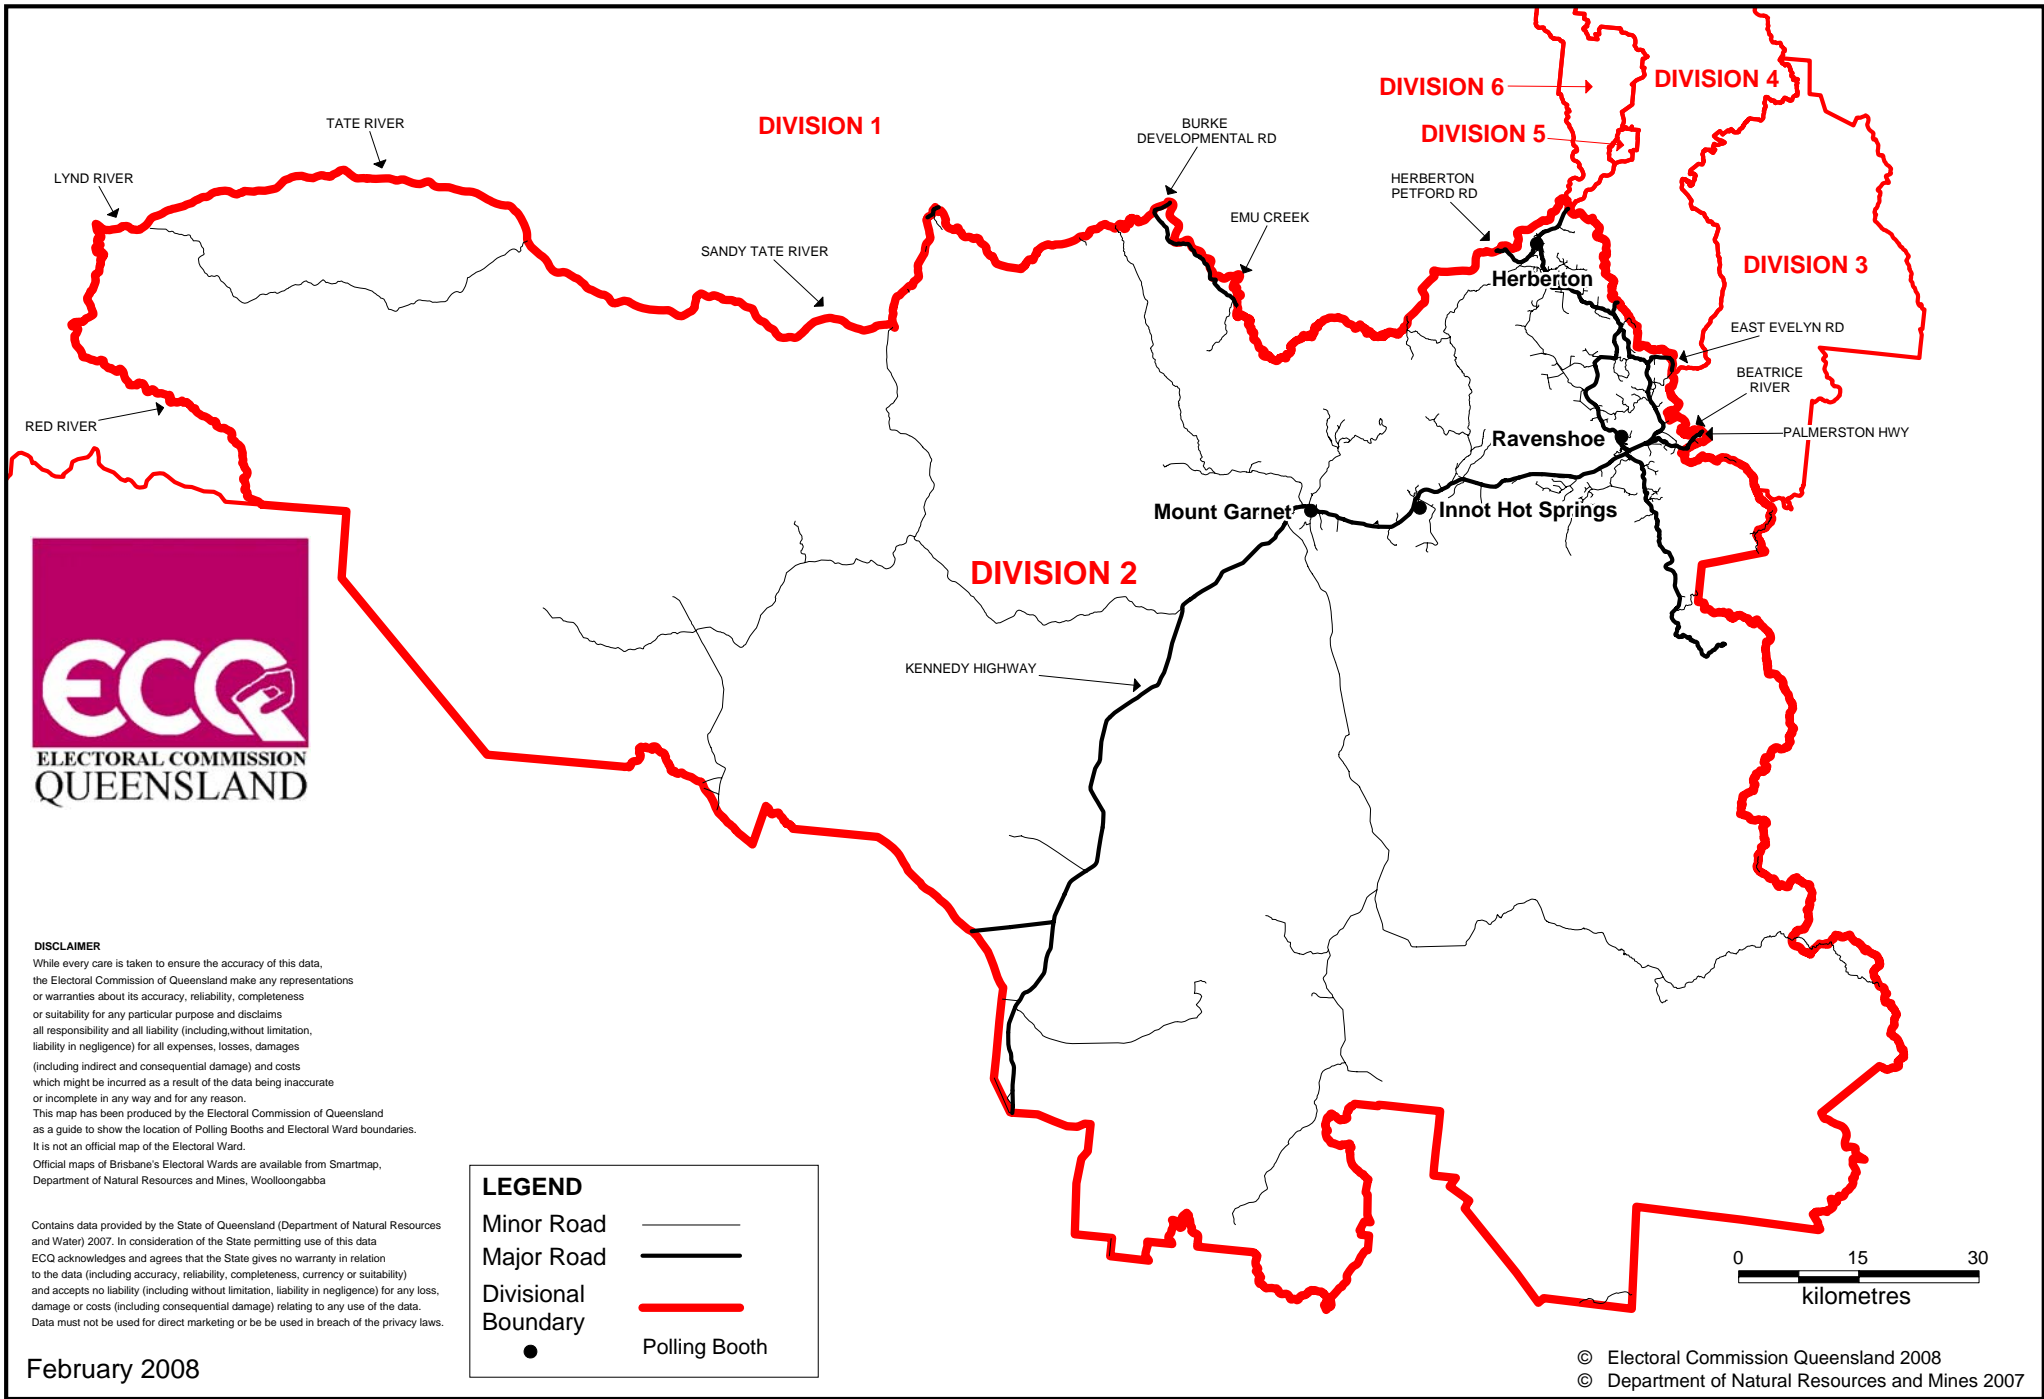 DIVISION 6
DIVISION 4
DIVISION 1
DIVISION 5
TATE RIVER
BURKE
DEVELOPMENTAL RD
LYND RIVER
HERBERTON
PETFORD RD
EMU CREEK
SANDY TATE RIVER
DIVISION 3
Herberton
EAST EVELYN RD
BEATRICE
RIVER
RED RIVER
PALMERSTON HWY
Ravenshoe
Mount Garnet
Innot Hot Springs
DIVISION 2
KENNEDY HIGHWAY
ECQ
ELECTORAL COMMISSION
QUEENSLAND
DISCLAIMER
While every care is taken to ensure the accuracy of this data,
the Electoral Commission of Queensland make any representations
or warranties about its accuracy, reliability, completeness
or suitability for any particular purpose and disclaims
all responsibility and all liability (including,without limitation,
liability in negligence) for all expenses, losses, damages
(including indirect and consequential damage) and costs
which might be incurred as a result of the data being inaccurate
or incomplete in any way and for any reason.
This map has been produced by the Electoral Commission of Queensland
as a guide to show the location of Polling Booths and Electoral Ward boundaries.
It is not an official map of the Electoral Ward.
Official maps of Brisbane's Electoral Wards are available from Smartmap,
Department of Natural Resources and Mines, Woolloongabba
Contains data provided by the State of Queensland (Department of Natural Resources
and Water) 2007. In consideration of the State permitting use of this data
ECQ acknowledges and agrees that the State gives no warranty in relation
to the data (including accuracy, reliability, completeness, currency or suitability)
and accepts no liability (including without limitation, liability in negligence) for any loss,
damage or costs (including consequential damage) relating to any use of the data.
Data must not be used for direct marketing or be be used in breach of the privacy laws.
February 2008
LEGEND
Minor Road
Major Road
Divisional
Boundary
Polling Booth
0 15 30
kilometres
© Electoral Commission Queensland 2008
© Department of Natural Resources and Mines 2007